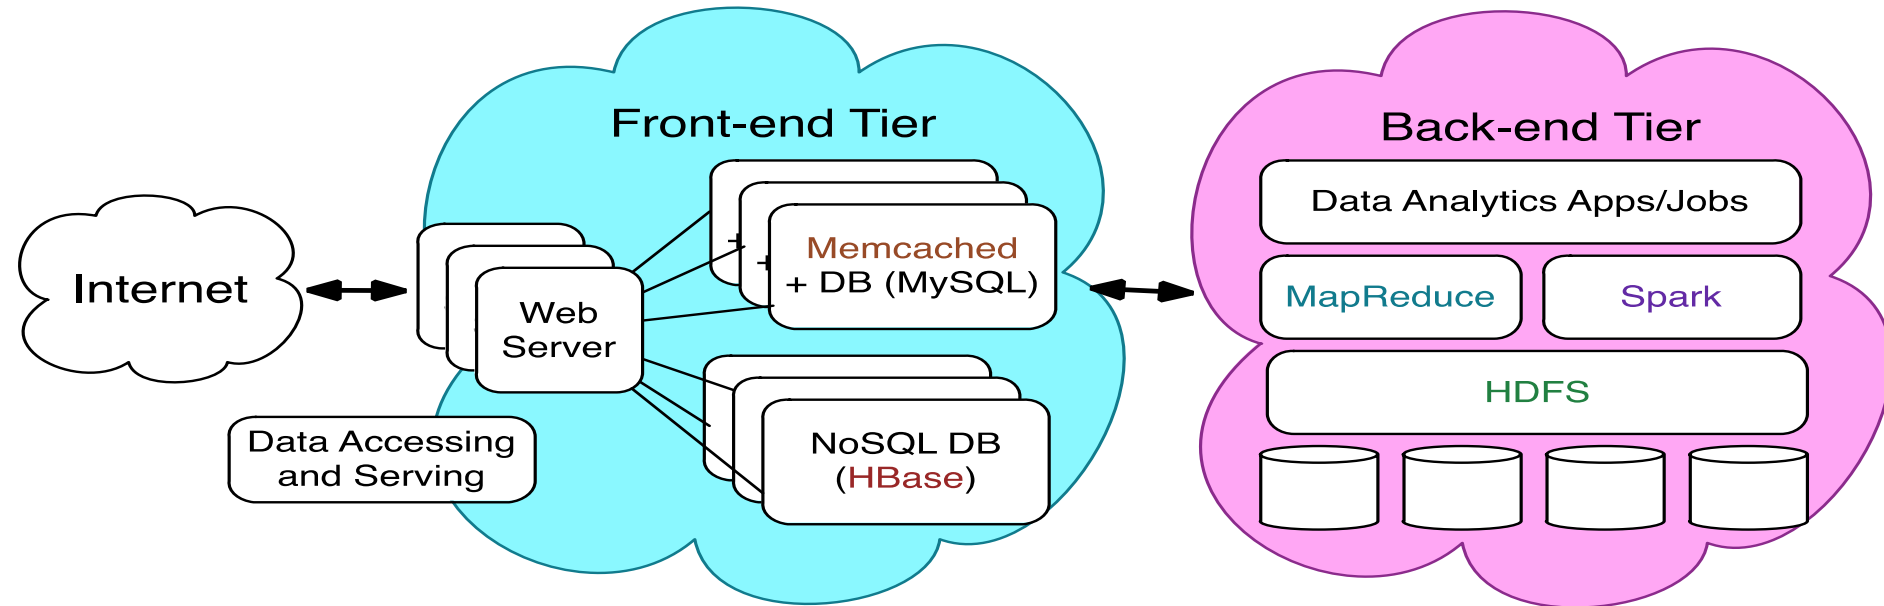 Front-end Tier
Back-end Tier
Internet
Web
Server
Memcached
+ DB (MySQL)
+
+
NoSQL DB
(HBase)
Data Accessing
and Serving
Data Analytics Apps/Jobs
MapReduce
Spark
HDFS